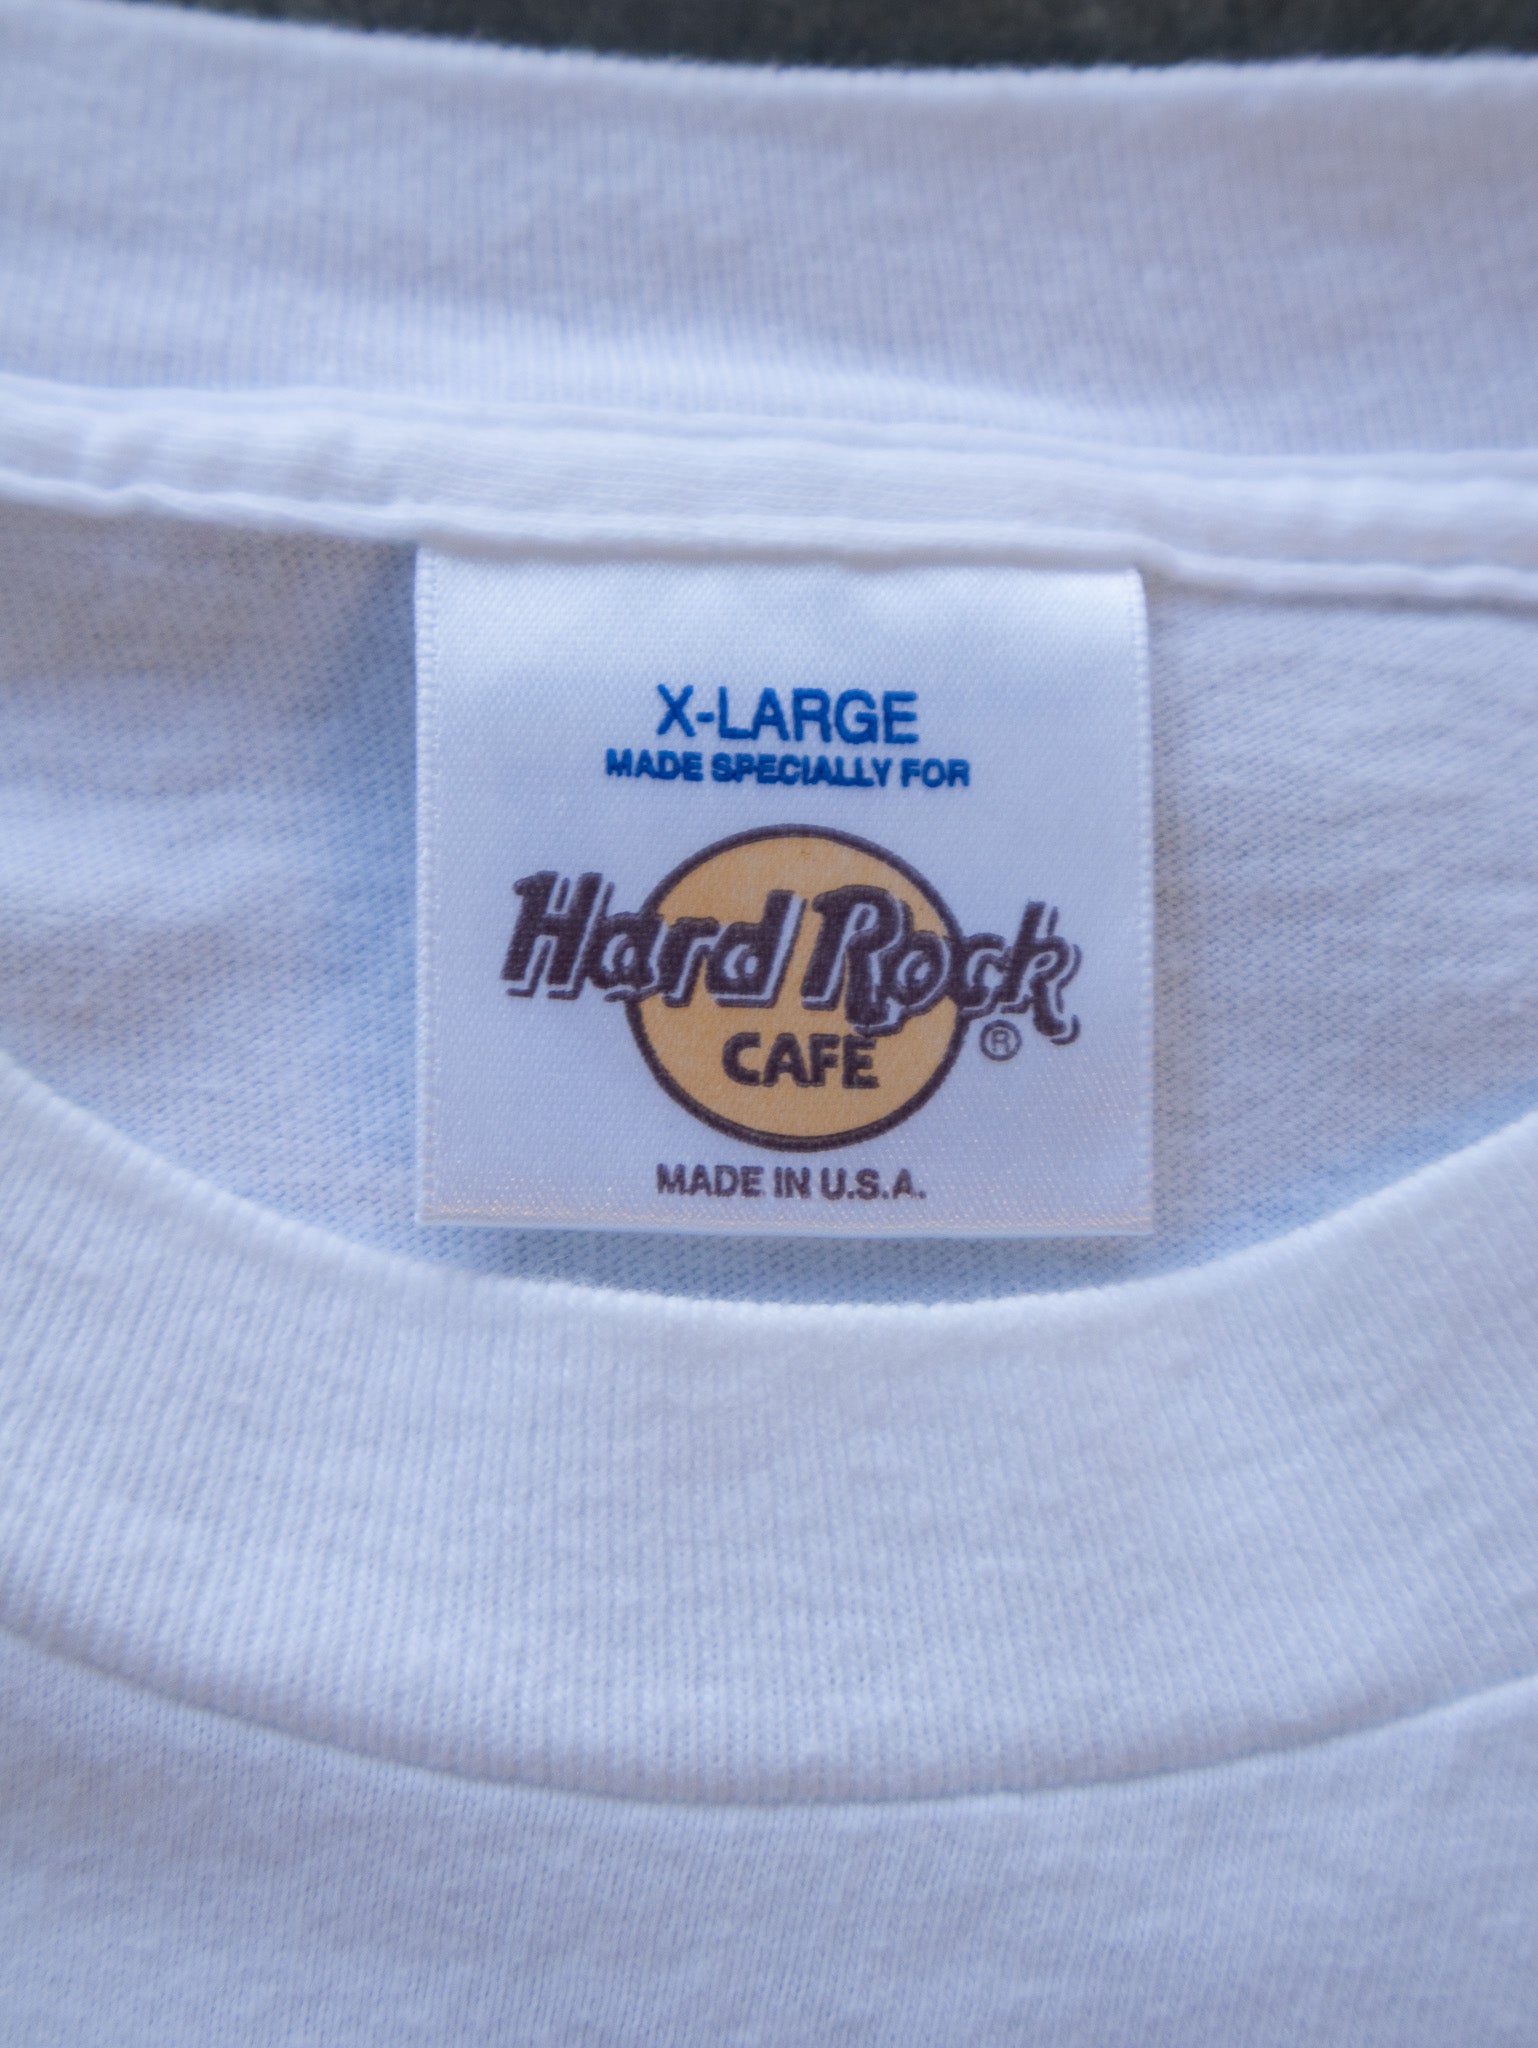 X-LARGE
MADE SPECIALLY FOR
Hard Rock
CAFE ®
MADE IN U.S.A.